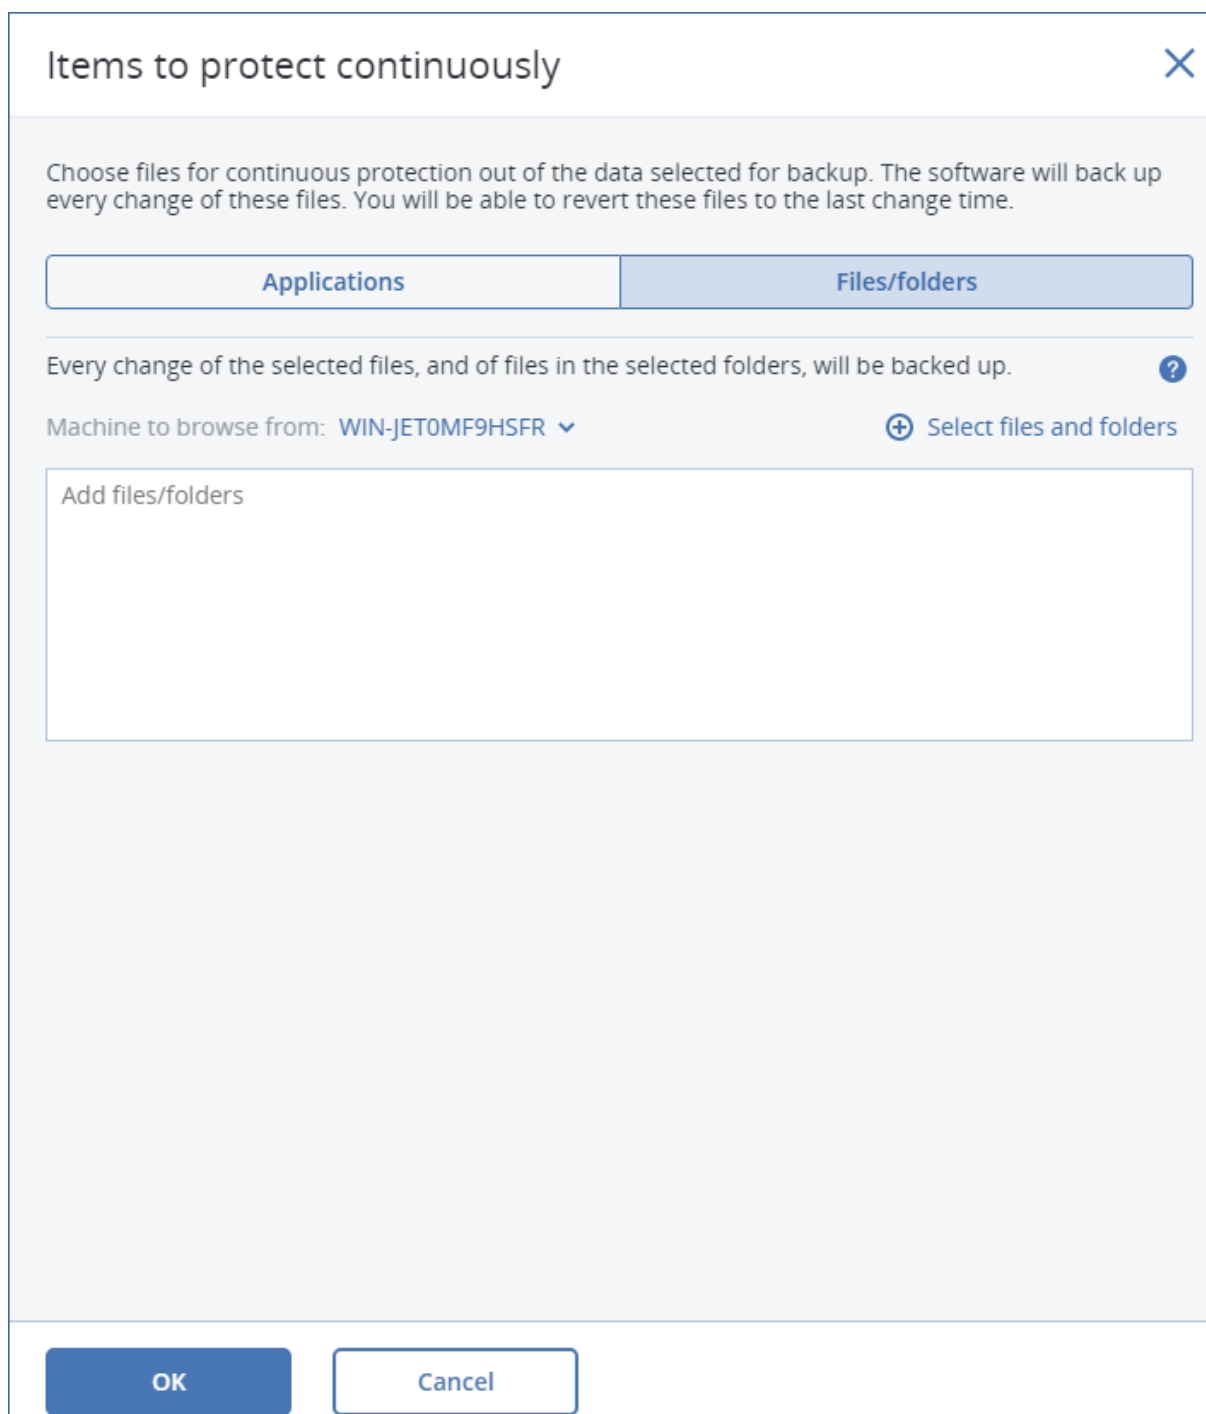 Items to protect continuously
Choose files for continuous protection out of the data selected for backup. The software will back up
every change of these files. You will be able to revert these files to the last change time.
Applications
Files/folders
Every change of the selected files, and of files in the selected folders, will be backed up.
?
Machine to browse from: WIN-JET0MF9HSFR
Select files and folders
Add files/folders
OK
Cancel